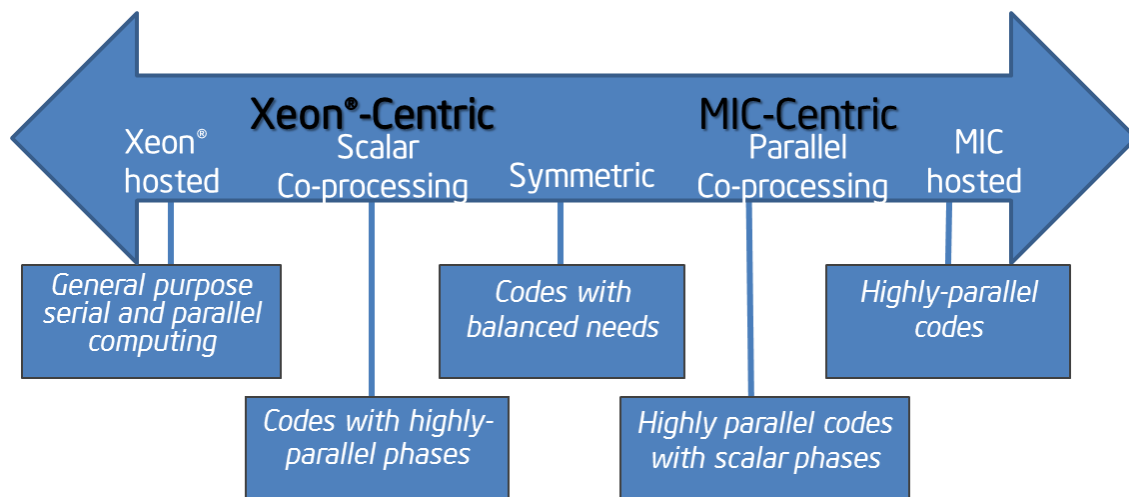 Xeon®-Centric
MIC-Centric
Xeon®
hosted
Scalar
Co-processing
Symmetric
Parallel
Co-processing
MIC
hosted
General purpose
serial and parallel
computing
Codes with highly-
parallel phases
Codes with
balanced needs
Highly parallel codes
with scalar phases
Highly-parallel
codes